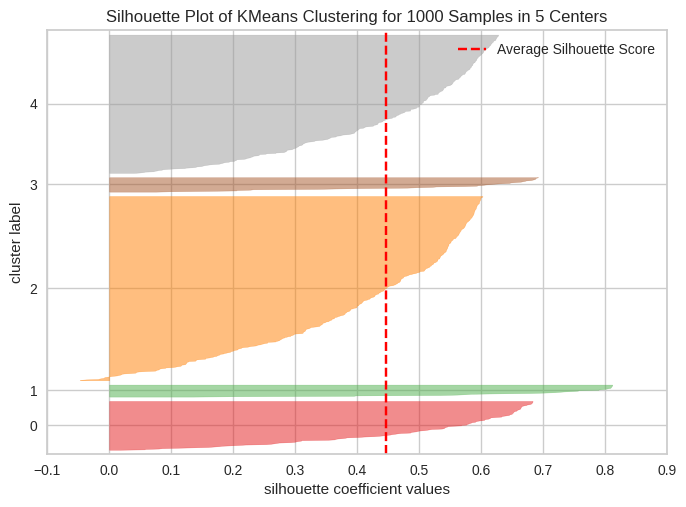 Silhouette Plot of KMeans Clustering for 1000 Samples in 5 Centers
Average Silhouette Score
4
3
2
1
0
cluster label
−0.1 0.0 0.1 0.2 0.3 0.4 0.5 0.6 0.7 0.8 0.9
silhouette coefficient values